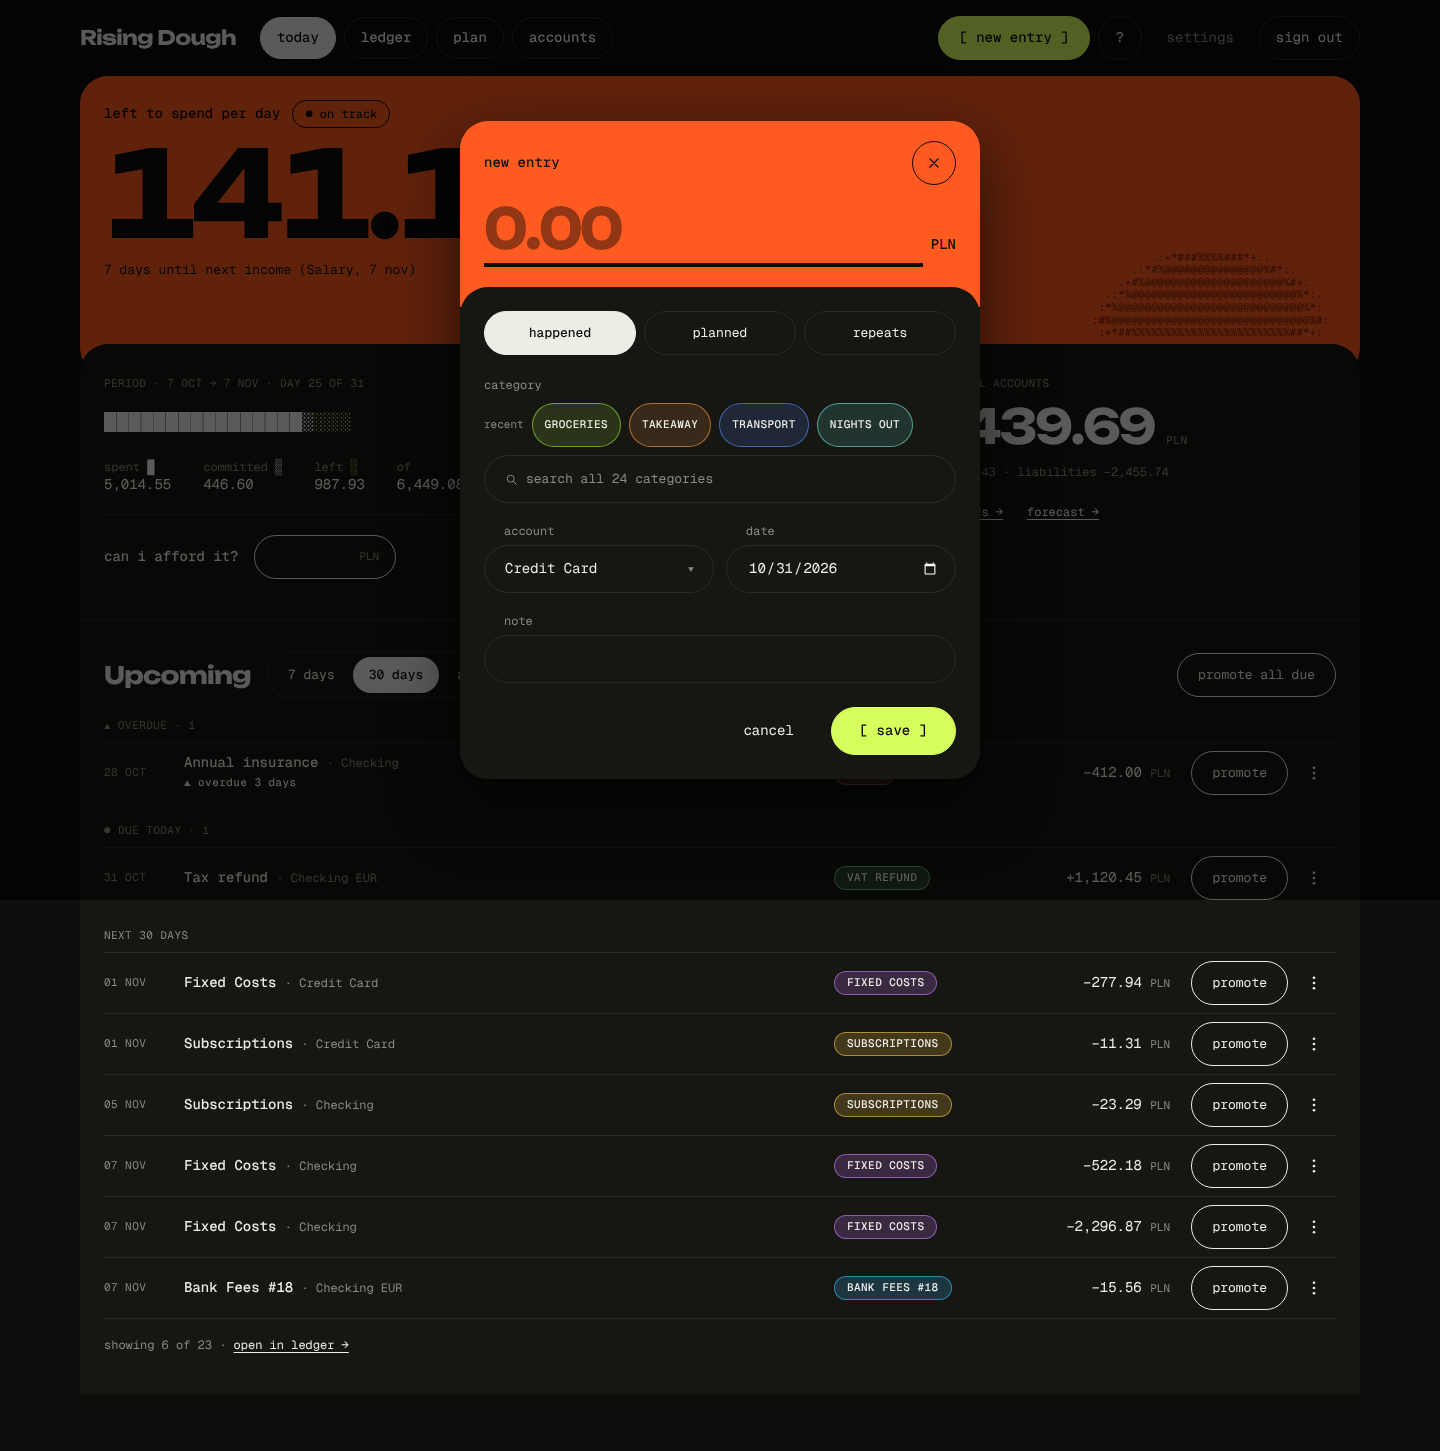 Rising Dough today ledger plan accounts [ new entry ] ? settings sign out
left to spend per day ● on track
141.1
7 days until next income (Salary, 7 nov)
new entry
0.00 PLN
happened planned repeats
category
recent GROCERIES TAKEAWAY TRANSPORT NIGHTS OUT
search all 24 categories
account date
Credit Card 10/31/2026
note
cancel [ save ]
PERIOD · 7 OCT → 7 NOV · DAY 25 OF 31
spent committed left of
5,014.55 446.60 987.93 6,449.08
can i afford it? PLN
ACCOUNTS
439.69 PLN
43 · liabilities −2,455.74
forecast →
Upcoming 7 days 30 days promote all due
▲ OVERDUE · 1
28 OCT Annual insurance · Checking −412.00 PLN promote
▲ overdue 3 days
● DUE TODAY · 1
31 OCT Tax refund · Checking EUR VAT REFUND +1,120.45 PLN promote
NEXT 30 DAYS
01 NOV Fixed Costs · Credit Card FIXED COSTS −277.94 PLN promote
01 NOV Subscriptions · Credit Card SUBSCRIPTIONS −11.31 PLN promote
05 NOV Subscriptions · Checking SUBSCRIPTIONS −23.29 PLN promote
07 NOV Fixed Costs · Checking FIXED COSTS −522.18 PLN promote
07 NOV Fixed Costs · Checking FIXED COSTS −2,296.87 PLN promote
07 NOV Bank Fees #18 · Checking EUR BANK FEES #18 −15.56 PLN promote
showing 6 of 23 · open in ledger →